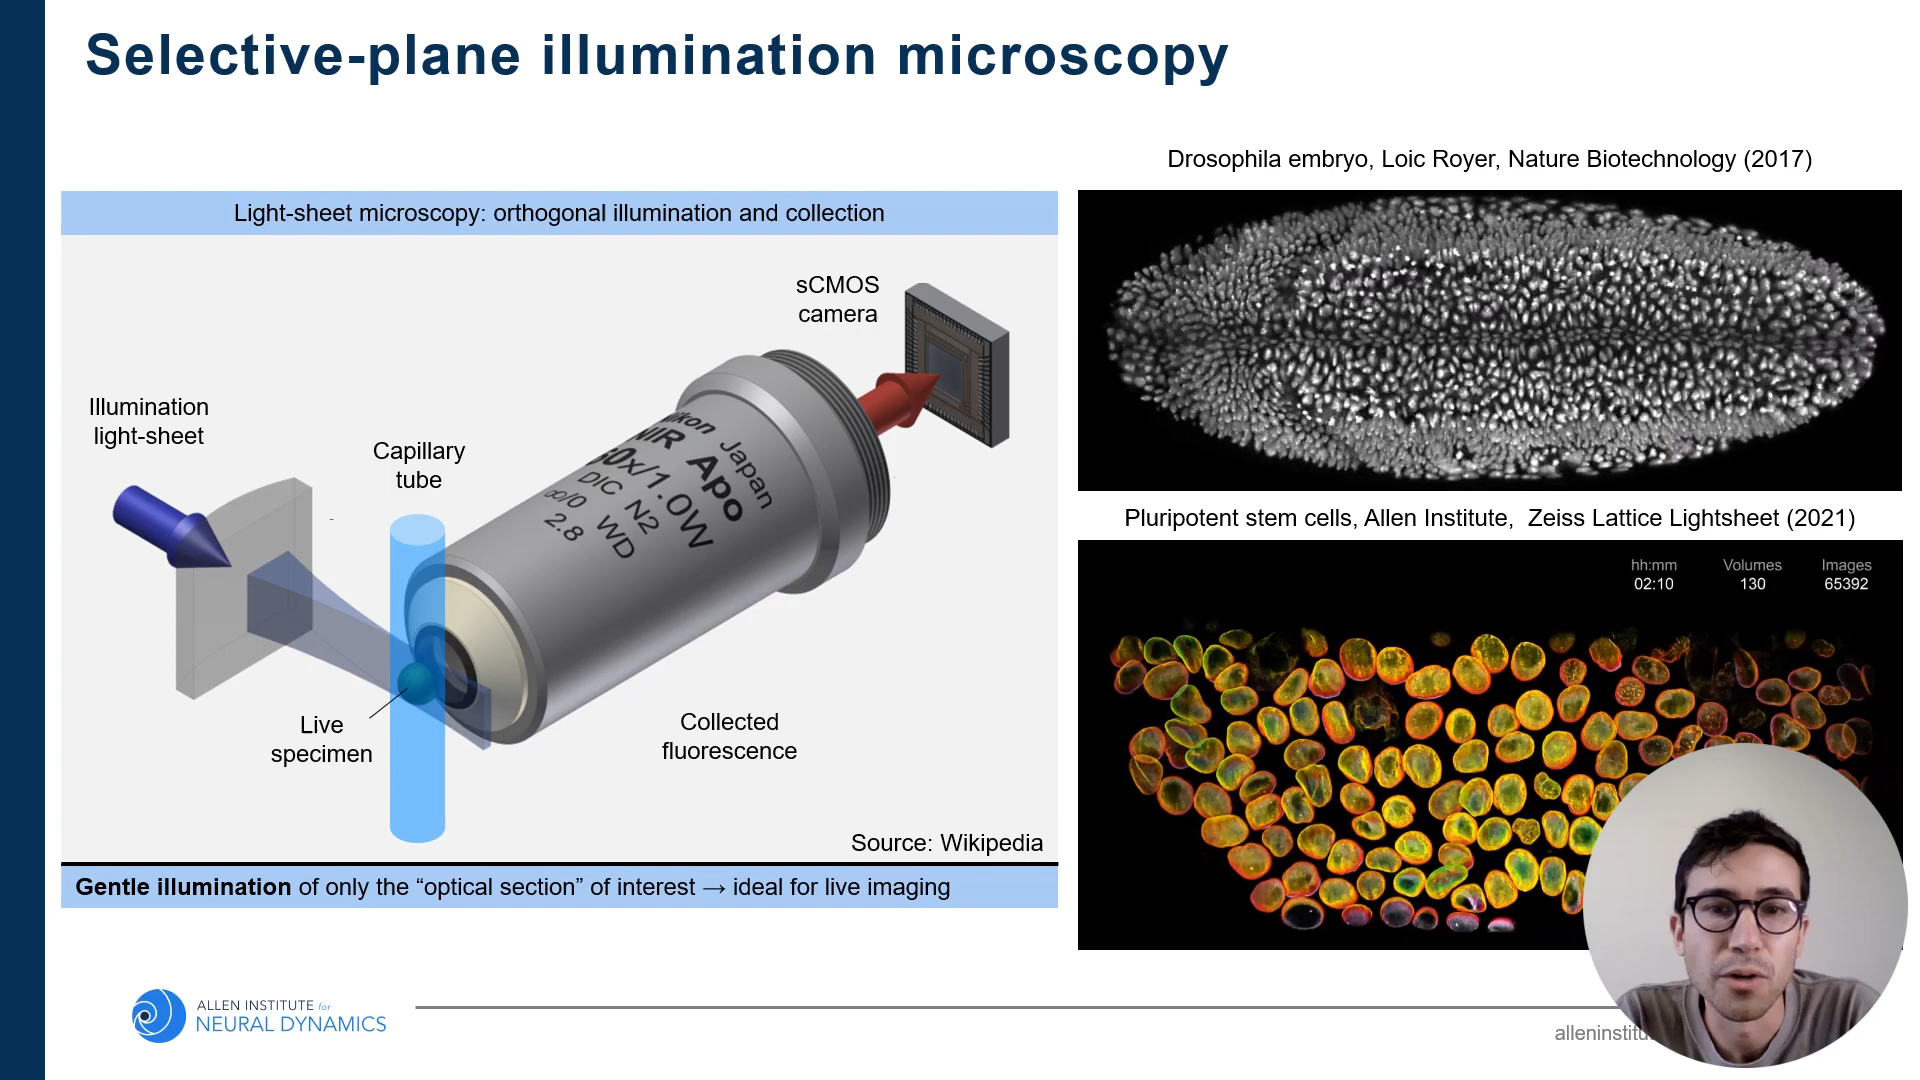 Selective-plane illumination microscopy
Light-sheet microscopy: orthogonal illumination and collection
sCMOS
camera
Illumination
light-sheet
Capillary
tube
Japan
Apo
NIR
60x/1.0W
DIC N2
∞/0 WD
2.8
Live
specimen
Collected
fluorescence
Source: Wikipedia
Gentle illumination of only the “optical section” of interest → ideal for live imaging
Drosophila embryo, Loic Royer, Nature Biotechnology (2017)
Pluripotent stem cells, Allen Institute, Zeiss Lattice Lightsheet (2021)
hh:mm Volumes Images
02:10 130 65392
ALLEN INSTITUTE for
NEURAL DYNAMICS